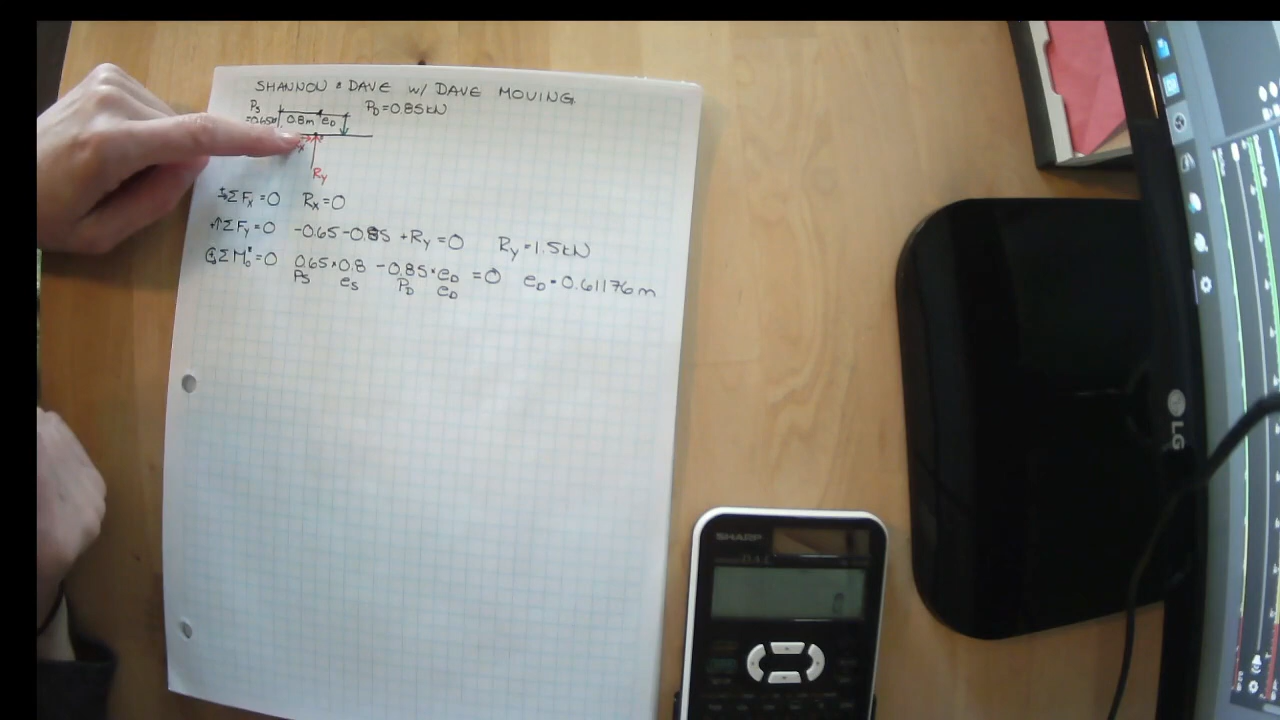 SHANNON & DAVE W/ DAVE MOVING
PS PD=0.85kN
=0.65k 0.8m eD
x
Ry
+→ΣFx=0 Rx=0
+↑ΣFy=0 -0.65-0.85+Ry=0 Ry=1.5kN
ΣMo=0 0.65×0.8 -0.85×eD =0 eD=0.61176m
PS eS PD eD
SHARP
LG